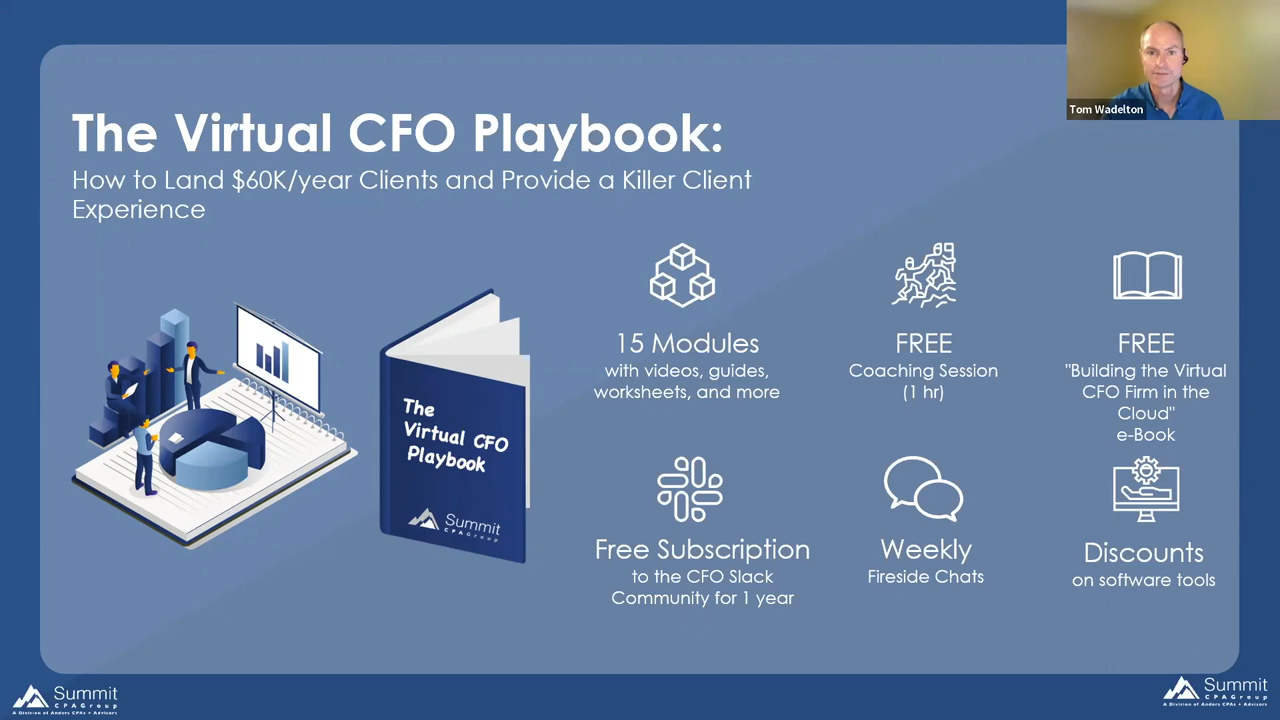 Tom Wadelton
The Virtual CFO Playbook:
How to Land $60K/year Clients and Provide a Killer Client
Experience
The
Virtual CFO
Playbook
Summit
CPAGroup
15 Modules
with videos, guides,
worksheets, and more
FREE
Coaching Session
(1 hr)
FREE
"Building the Virtual
CFO Firm in the
Cloud"
e-Book
Free Subscription
to the CFO Slack
Community for 1 year
Weekly
Fireside Chats
Discounts
on software tools
Summit
CPAGroup
A Division of Anders CPAs + Advisors
Summit
CPAGroup
A Division of Anders CPAs + Advisors